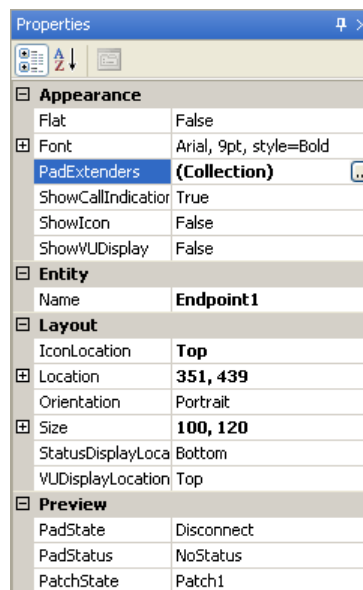 Properties
Appearance
Flat False
Font Arial, 9pt, style=Bold
PadExtenders (Collection) ...
ShowCallIndicator True
ShowIcon False
ShowVUDisplay False
Entity
Name Endpoint1
Layout
IconLocation Top
Location 351, 439
Orientation Portrait
Size 100, 120
StatusDisplayLoca Bottom
VUDisplayLocation Top
Preview
PadState Disconnect
PadStatus NoStatus
PatchState Patch1